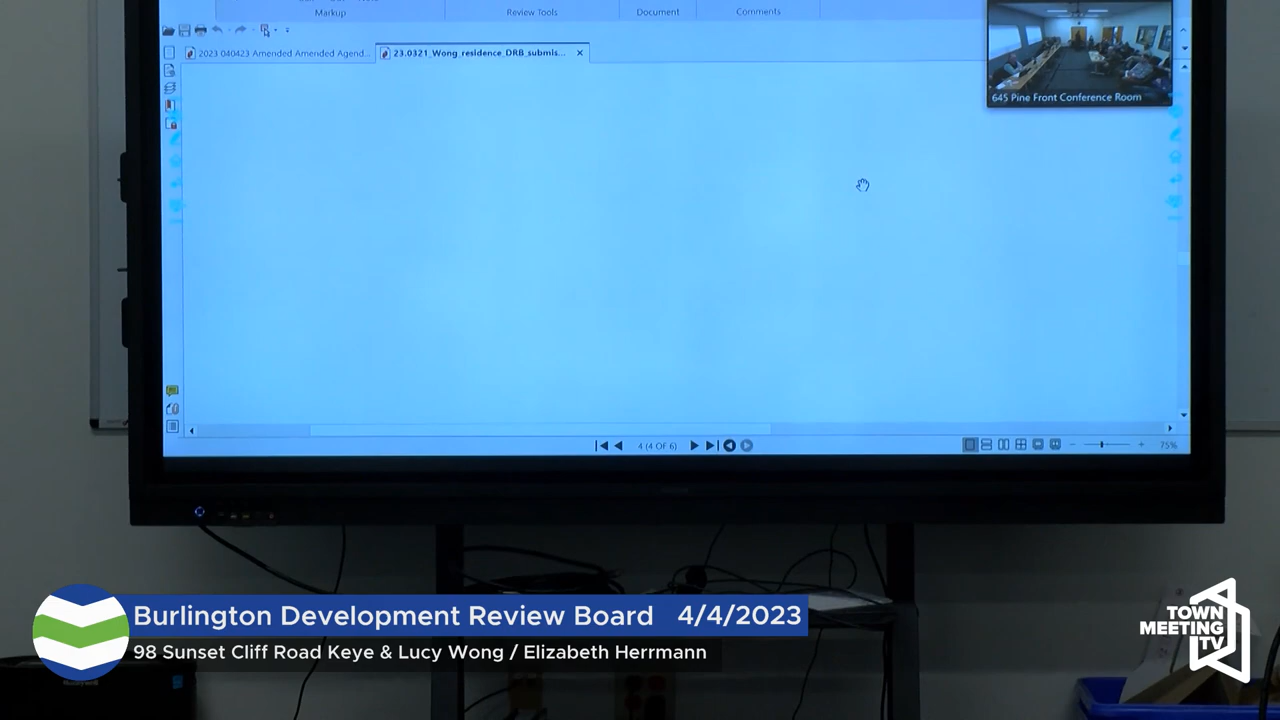 Markup
Review Tools
Document
Comments
2023 040423 Amended Amended Agend...
23.0321_Wong_residence_DRB_submis...
645 Pine Front Conference Room
4 (4 OF 6)
75%
Burlington Development Review Board 4/4/2023
98 Sunset Cliff Road Keye & Lucy Wong / Elizabeth Herrmann
TOWN
MEETING
TV